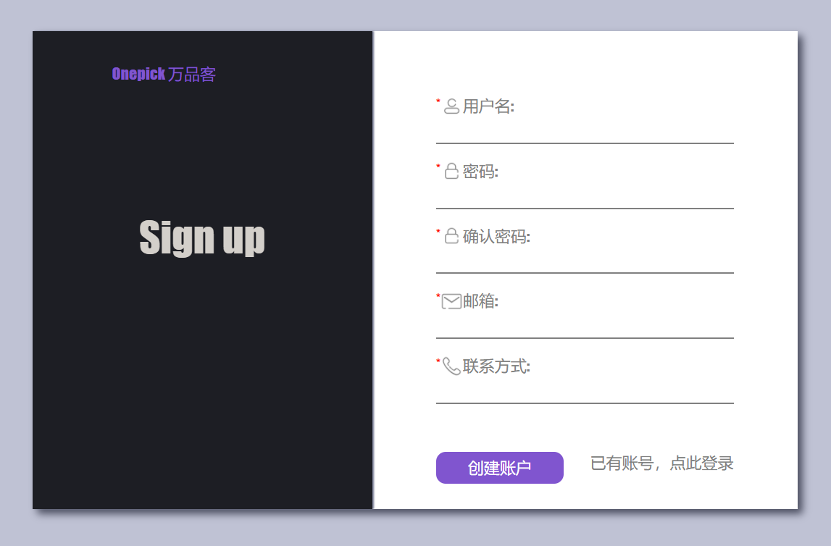 Onepick 万品客
Sign up
* 用户名:
* 密码:
* 确认密码:
* 邮箱:
* 联系方式:
创建账户
已有账号，点此登录